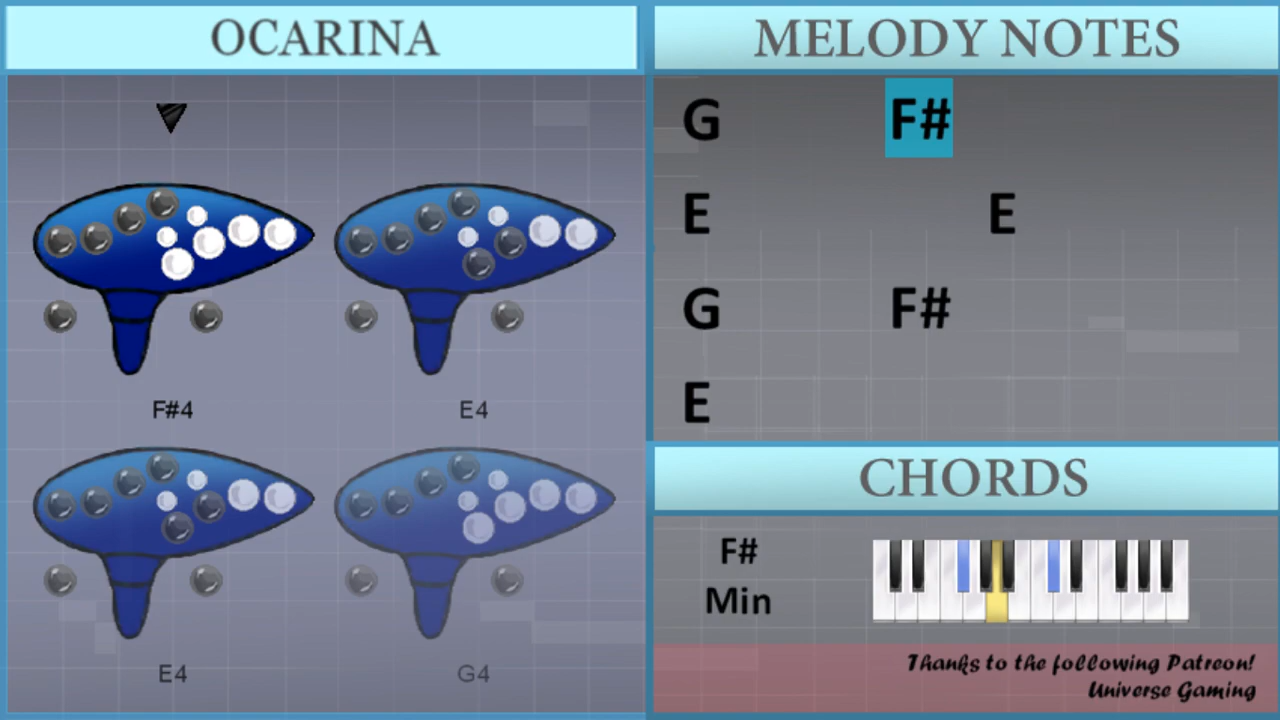 OCARINA
F#4 E4
E4 G4
MELODY NOTES
G F#
E E
G F#
E
CHORDS
F#
Min
Thanks to the following Patreon!
Universe Gaming